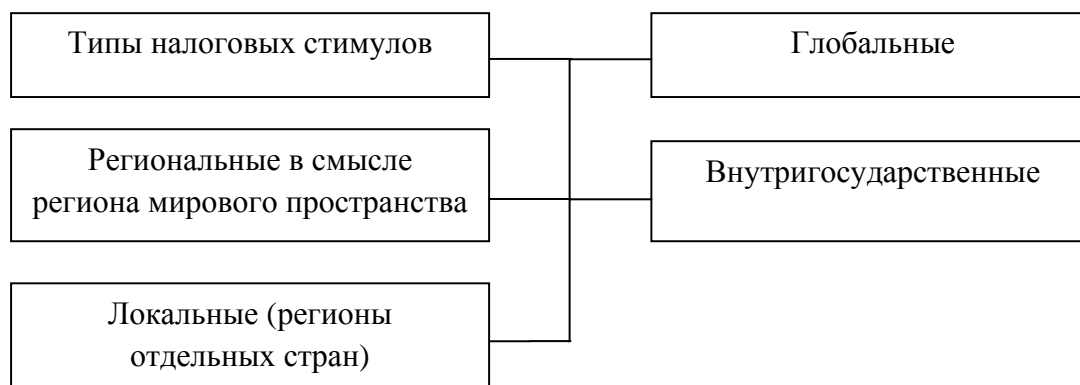 Типы налоговых стимулов
Глобальные
Региональные в смысле
региона мирового пространства
Внутригосударственные
Локальные (регионы
отдельных стран)